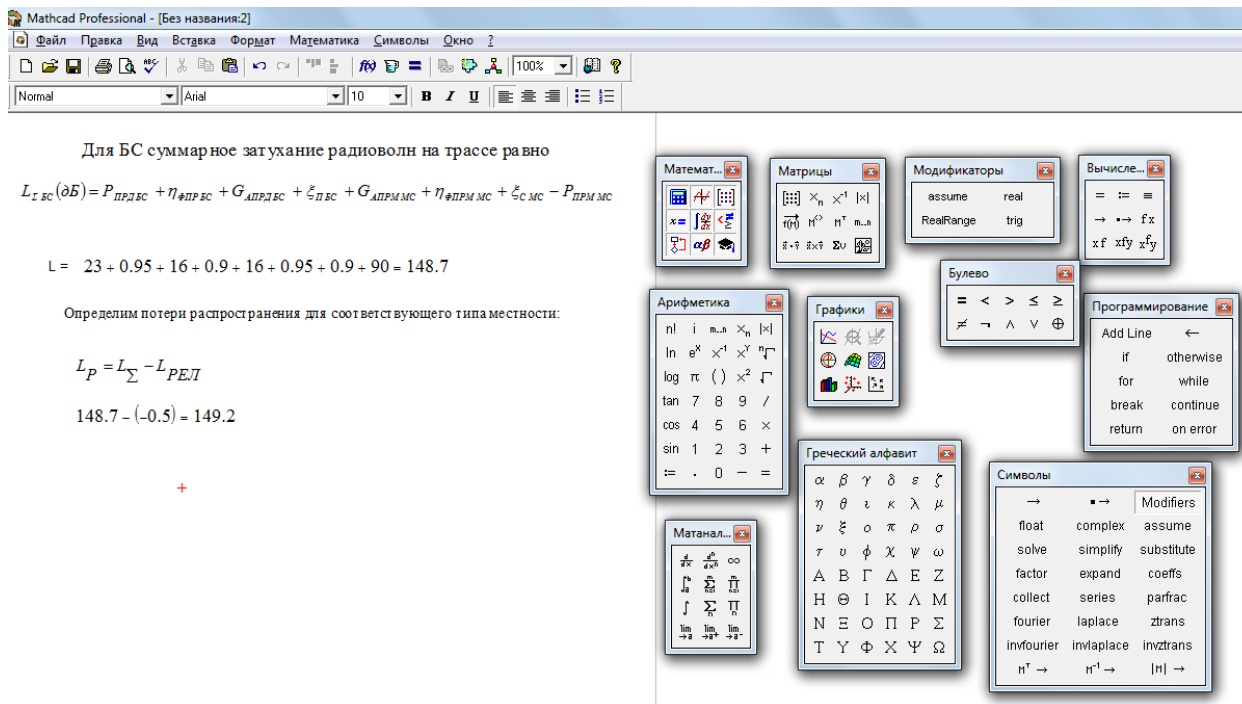 Mathcad Professional - [Без названия:2]
Файл Правка Вид Вставка Формат Математика Символы Окно ?
100%
Normal Arial 10 B I U
Для БС суммарное затухание радиоволн на трассе равно
L_Σ БС (дБ) = P_ПРД БС + η_ФПР БС + G_АПРД БС + ξ_П БС + G_АПРМ МС + η_ФПРМ МС + ξ_С МС − P_ПРМ МС
L = 23 + 0.95 + 16 + 0.9 + 16 + 0.95 + 0.9 + 90 = 148.7
Определим потери распространения для соответствующего типа местности:
L_P = L_Σ − L_РЕЛ
148.7 − (−0.5) = 149.2
Математ...
Матрицы
Модификаторы
assume real
RealRange trig
Вычисле...
= := ≡
→ ▪→ f x
x f xfy x^f y
Булево
= < > ≤ ≥
≠ ¬ ∧ ∨ ⊕
Арифметика
n! i m..n ×n |×|
ln e^x ×⁻¹ ×^Y ⁿ√
log π ( ) ×² √
tan 7 8 9 /
cos 4 5 6 ×
sin 1 2 3 +
:= . 0 − =
Графики
Программирование
Add Line ←
if otherwise
for while
break continue
return on error
Греческий алфавит
α β γ δ ε ζ
η θ ι κ λ μ
ν ξ ο π ρ σ
τ υ φ χ ψ ω
Α Β Γ Δ Ε Ζ
Η Θ Ι Κ Λ Μ
Ν Ξ Ο Π Ρ Σ
Τ Υ Φ Χ Ψ Ω
Матанал...
Символы
→ ▪→ Modifiers
float complex assume
solve simplify substitute
factor expand coeffs
collect series parfrac
fourier laplace ztrans
invfourier invlaplace invztrans
M^T → M⁻¹ → |M| →